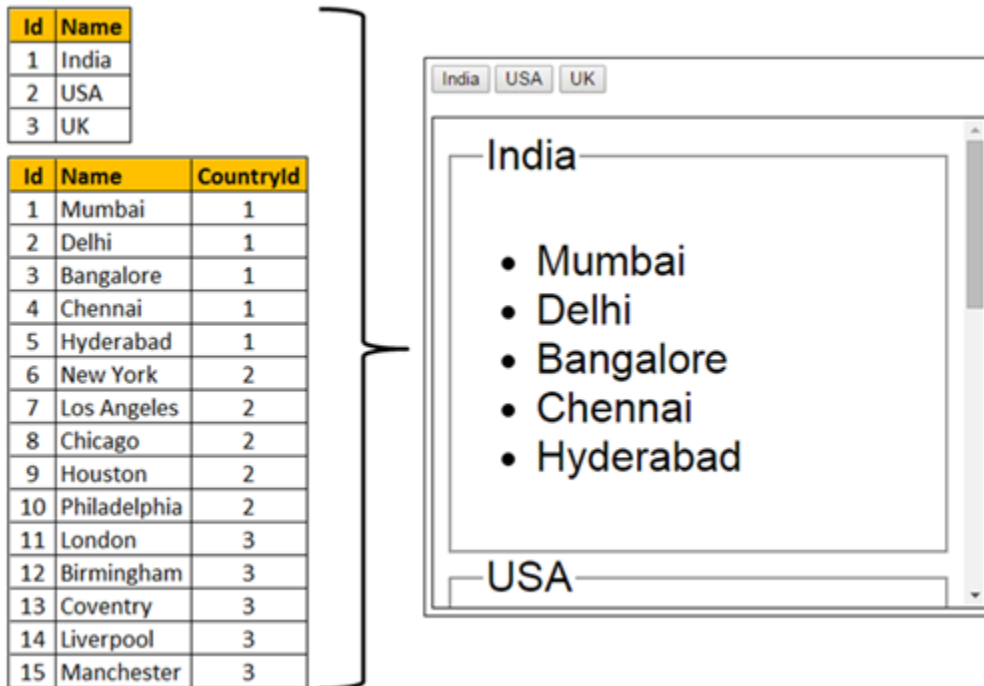 Id Name
1 India
2 USA
3 UK
Id Name CountryId
1 Mumbai 1
2 Delhi 1
3 Bangalore 1
4 Chennai 1
5 Hyderabad 1
6 New York 2
7 Los Angeles 2
8 Chicago 2
9 Houston 2
10 Philadelphia 2
11 London 3
12 Birmingham 3
13 Coventry 3
14 Liverpool 3
15 Manchester 3
India USA UK
India
• Mumbai
• Delhi
• Bangalore
• Chennai
• Hyderabad
USA